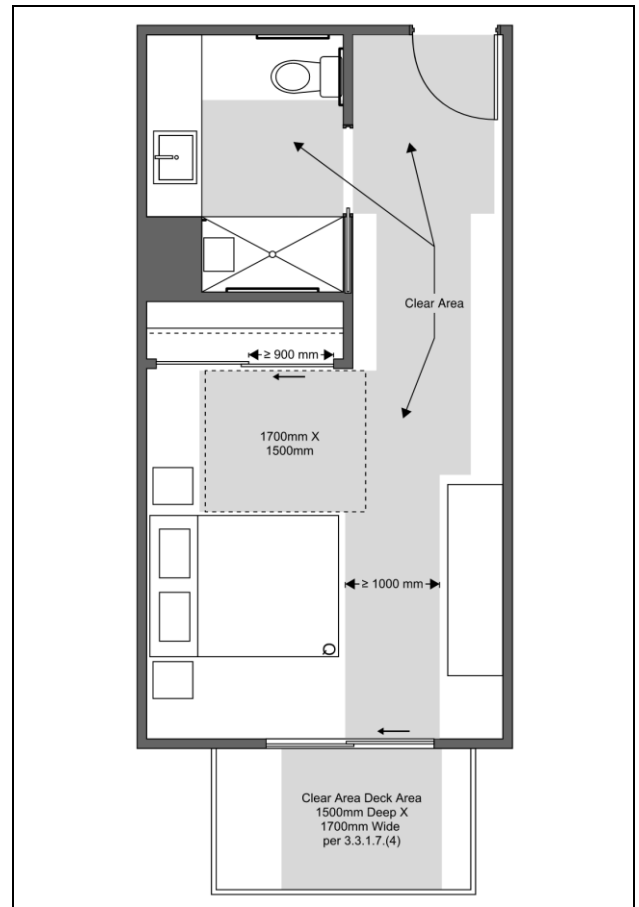 Clear Area
≥ 900 mm
1700mm X
1500mm
≥ 1000 mm
Clear Area Deck Area
1500mm Deep X
1700mm Wide
per 3.3.1.7.(4)